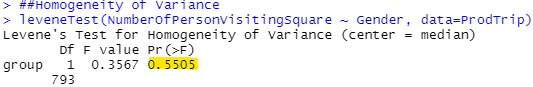 > ##Homogeneity of Variance
> leveneTest(NumberOfPersonVisitingSquare ~ Gender, data=ProdTrip)
Levene's Test for Homogeneity of Variance (center = median)
Df F value Pr(>F)
group 1 0.3567 0.5505
793